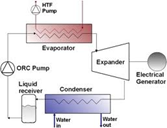 HTF
Pump
Evaporator
ORC Pump
Expander
Electrical
Generator
Liquid
receiver
Condenser
Water
in
Water
out